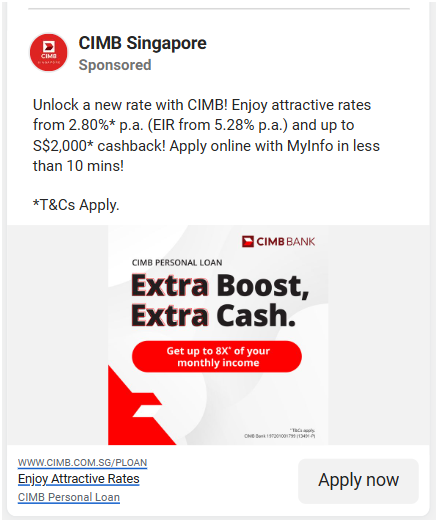 CIMB Singapore
Sponsored
CIMB
SINGAPORE
Unlock a new rate with CIMB! Enjoy attractive rates
from 2.80%* p.a. (EIR from 5.28% p.a.) and up to
S$2,000* cashback! Apply online with MyInfo in less
than 10 mins!
*T&Cs Apply.
CIMB BANK
CIMB PERSONAL LOAN
Extra Boost,
Extra Cash.
Get up to 8X* of your
monthly income
*T&Cs apply.
CIMB Bank
WWW.CIMB.COM.SG/PLOAN
Enjoy Attractive Rates
CIMB Personal Loan
Apply now